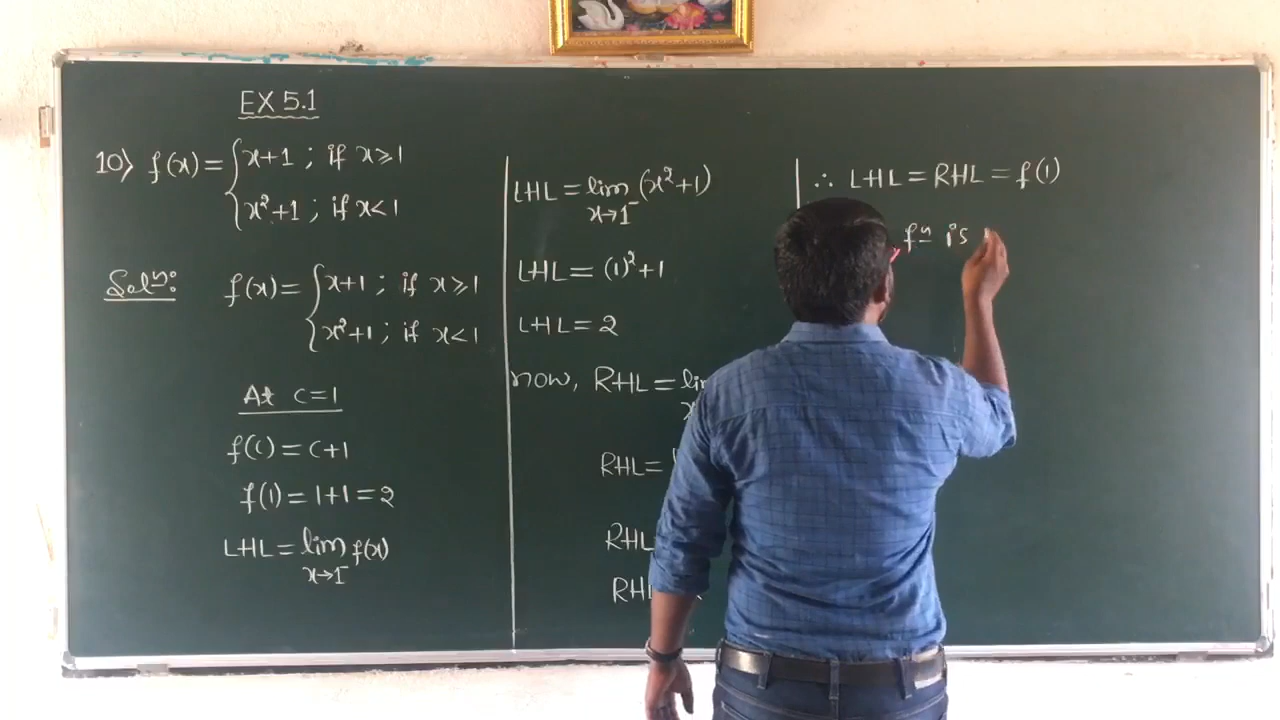 EX 5.1
10) f(x) = { x+1 ; if x ⩾ 1
x²+1 ; if x < 1
Solⁿ:
f(x) = { x+1 ; if x ⩾ 1
x²+1 ; if x < 1
At c = 1
f(c) = c+1
f(1) = 1+1 = 2
LHL = lim f(x)
x→1⁻
LHL = lim (x²+1)
x→1⁻
LHL = (1)²+1
LHL = 2
now, RHL = lim
RHL =
RHL
RHL
∴ LHL = RHL = f(1)
fⁿ is